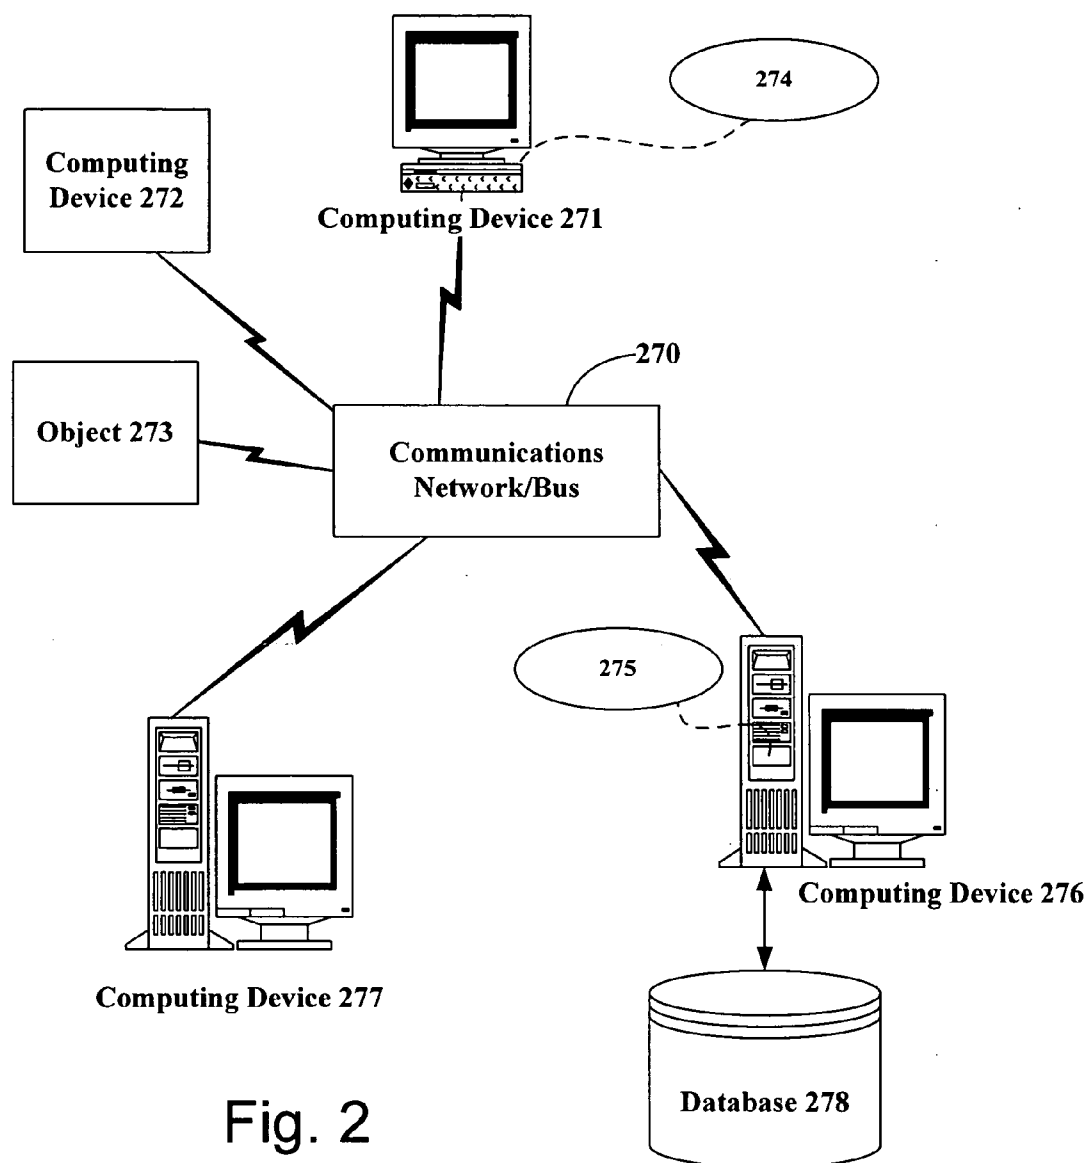 274
Computing
Device 272
Computing Device 271
270
Object 273
Communications
Network/Bus
275
Computing Device 276
Computing Device 277
Database 278
Fig. 2